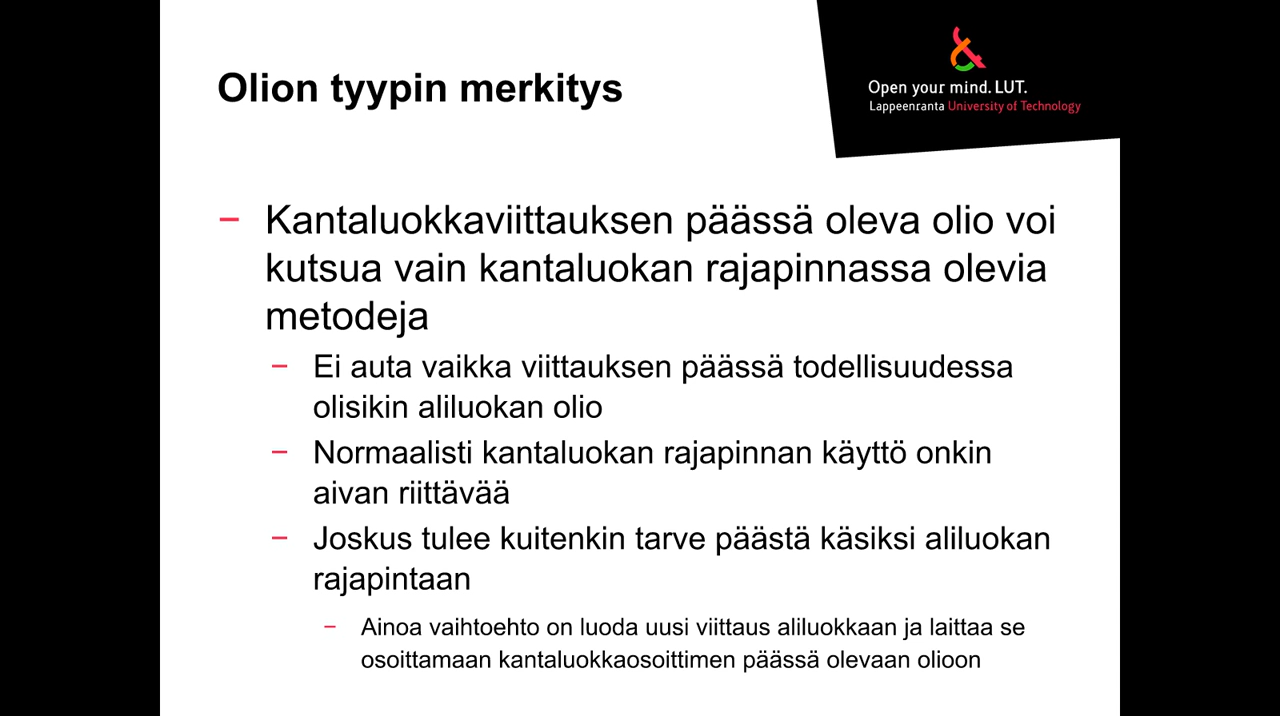 Olion tyypin merkitys
Open your mind. LUT.
Lappeenranta University of Technology
– Kantaluokkaviittauksen päässä oleva olio voi
kutsua vain kantaluokan rajapinnassa olevia
metodeja
– Ei auta vaikka viittauksen päässä todellisuudessa
olisikin aliluokan olio
– Normaalisti kantaluokan rajapinnan käyttö onkin
aivan riittävää
– Joskus tulee kuitenkin tarve päästä käsiksi aliluokan
rajapintaan
– Ainoa vaihtoehto on luoda uusi viittaus aliluokkaan ja laittaa se
osoittamaan kantaluokkaosoittimen päässä olevaan olioon